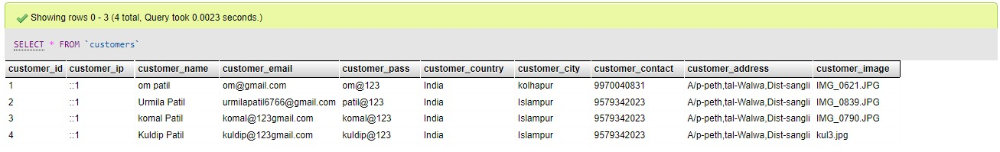 Showing rows 0 - 3 (4 total, Query took 0.0023 seconds.)
SELECT * FROM `customers`
customer_id customer_ip customer_name customer_email customer_pass customer_country customer_city customer_contact customer_address customer_image
1 ::1 om patil om@gmail.com om@123 India kolhapur 9970040831 A/p-peth,tal-Walwa,Dist-sangli IMG_0621.JPG
2 ::1 Urmila Patil urmilapatil6766@gmail.com patil@123 India Islampur 9579342023 A/p-peth,tal-Walwa,Dist-sangli IMG_0839.JPG
3 ::1 komal Patil komal@123gmail.com komal@123 India Islampur 9579342023 A/p-peth,tal-Walwa,Dist-sangli IMG_0790.JPG
4 ::1 Kuldip Patil kuldip@123gmail.com kuldip@123 India Islampur 9579342023 A/p-peth,tal-Walwa,Dist-sangli kul3.jpg